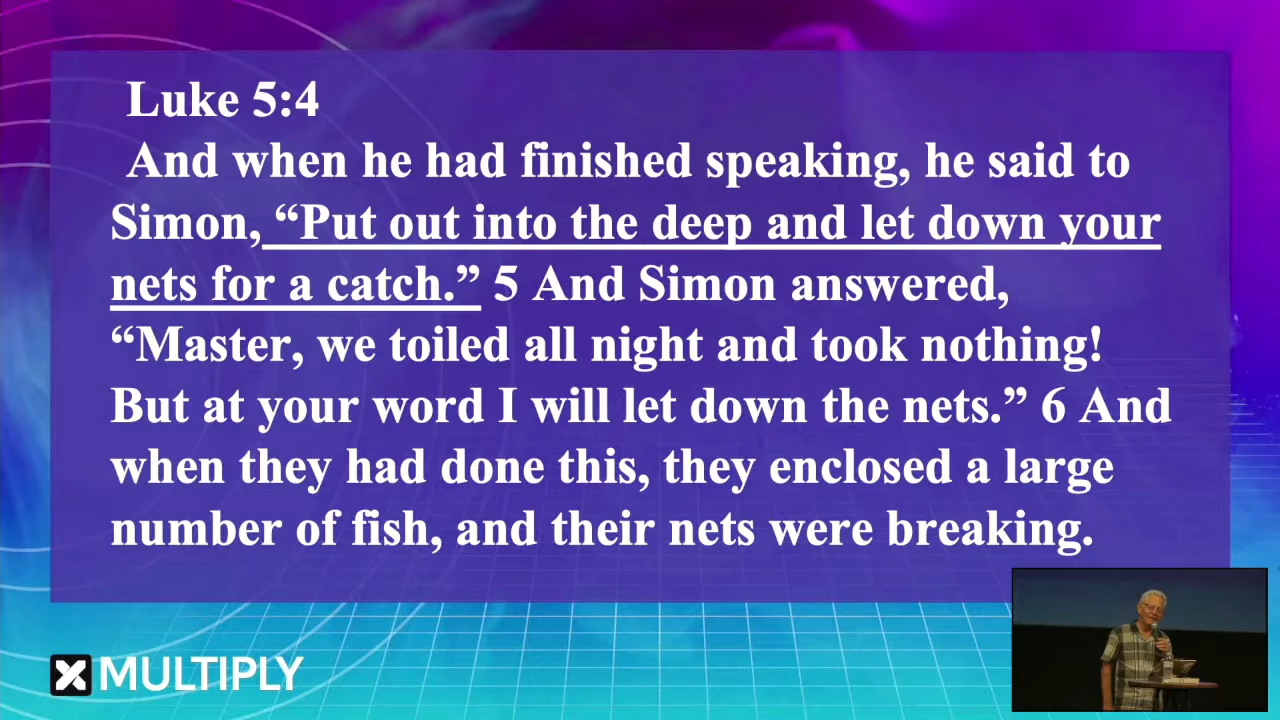 Luke 5:4
And when he had finished speaking, he said to
Simon, “Put out into the deep and let down your
nets for a catch.” 5 And Simon answered,
“Master, we toiled all night and took nothing!
But at your word I will let down the nets.” 6 And
when they had done this, they enclosed a large
number of fish, and their nets were breaking.
MULTIPLY